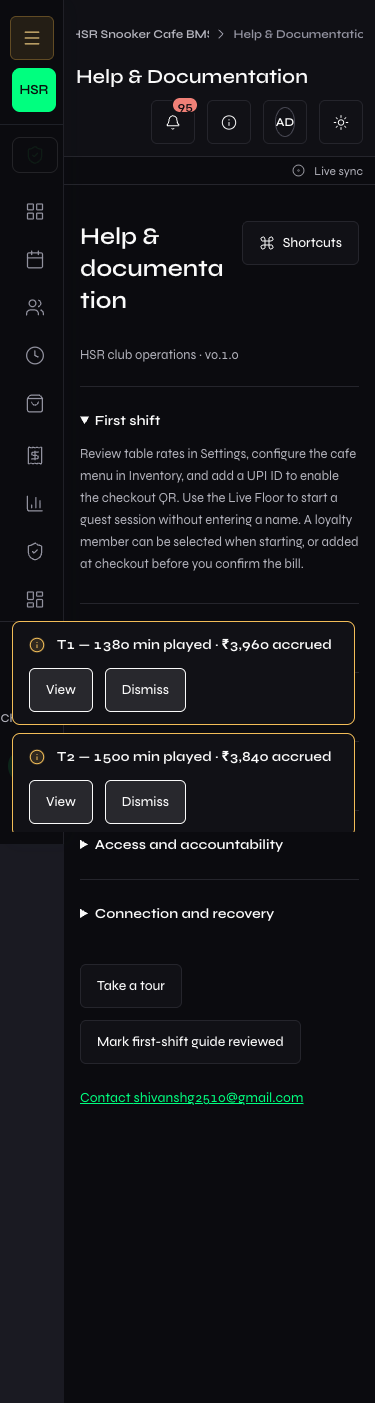 HSR Snooker Cafe BMS
Help & Documentatio
Help & Documentation
HSR
95
AD
Live sync
Help &
documenta
tion
Shortcuts
HSR club operations · v0.1.0
First shift
Review table rates in Settings, configure the cafe
menu in Inventory, and add a UPI ID to enable
the checkout QR. Use the Live Floor to start a
guest session without entering a name. A loyalty
member can be selected when starting, or added
at checkout before you confirm the bill.
T1 — 1380 min played · ₹3,960 accrued
View
Dismiss
T2 — 1500 min played · ₹3,840 accrued
View
Dismiss
Access and accountability
Connection and recovery
Take a tour
Mark first-shift guide reviewed
Contact shivanshg2510@gmail.com